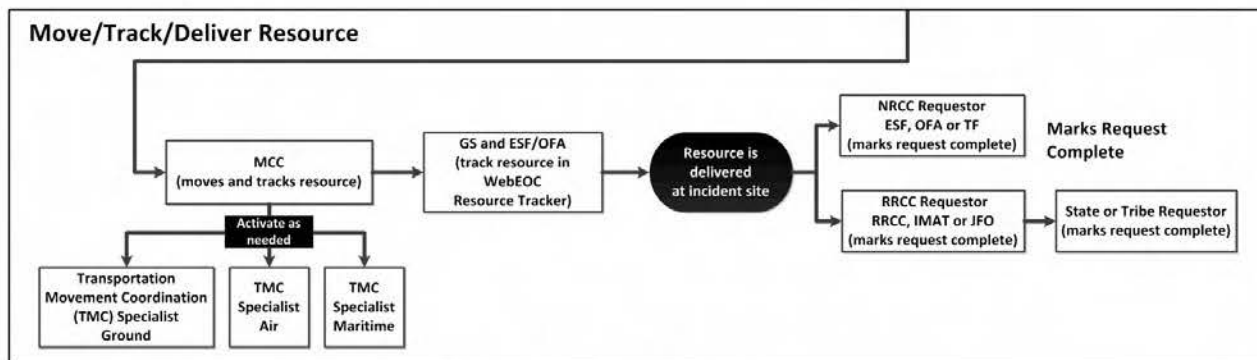 Move/Track/Deliver Resource
MCC
(moves and tracks resource)
Activate as
needed
Transportation
Movement Coordination
(TMC) Specialist
Ground
TMC
Specialist
Air
TMC
Specialist
Maritime
GS and ESF/OFA
(track resource in
WebEOC
Resource Tracker)
Resource is
delivered
at incident site
NRCC Requestor
ESF, OFA or TF
(marks request complete)
Marks Request
Complete
RRCC Requestor
RRCC, IMAT or JFO
(marks request complete)
State or Tribe Requestor
(marks request complete)